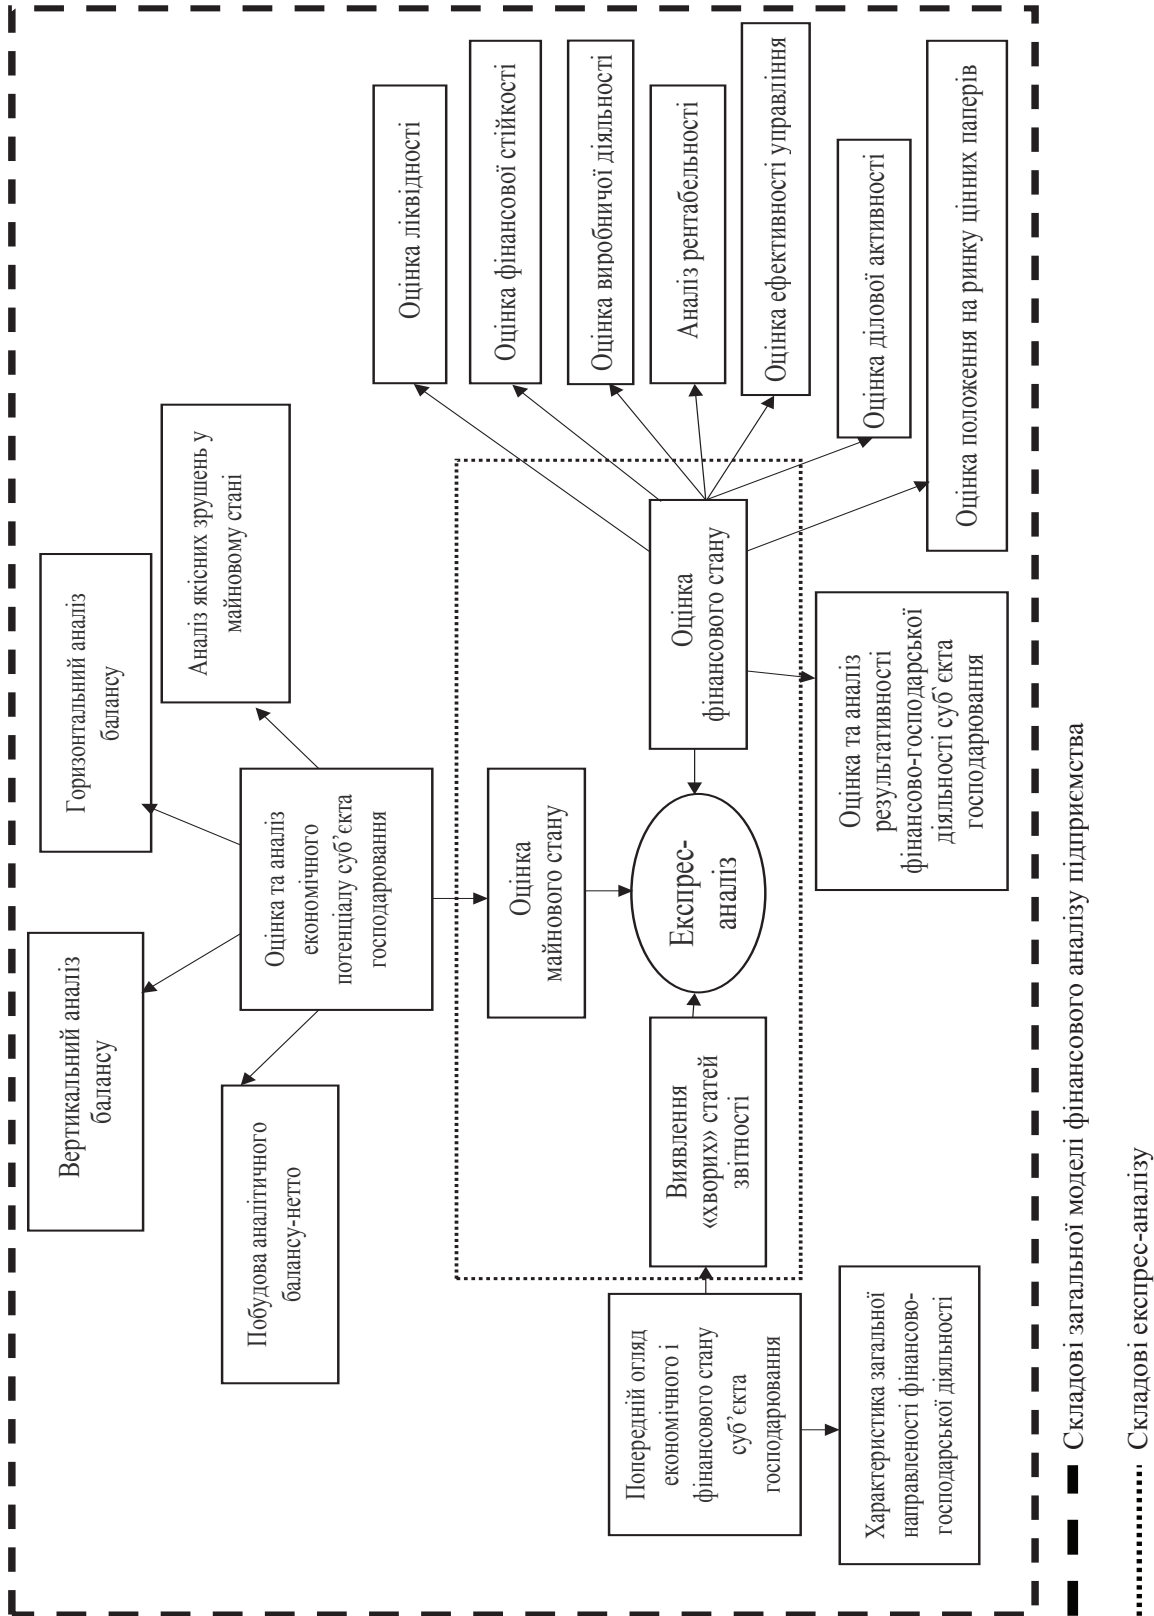 Вертикальний аналіз
балансу
Горизонтальний аналіз
балансу
Побудова аналітичного
балансу-нетто
Аналіз якісних зрушень у
майновому стані
Оцінка та аналіз
економічного
потенціалу суб’єкта
господарювання
Оцінка
майнового стану
Оцінка ліквідності
Оцінка фінансової стійкості
Оцінка виробничої діяльності
Аналіз рентабельності
Оцінка ефективності управління
Оцінка ділової активності
Оцінка положення на ринку цінних паперів
Попередній огляд
економічного і
фінансового стану
суб’єкта
господарювання
Виявлення
«хворих» статей
звітності
Експрес-
аналіз
Оцінка
фінансового стану
Характеристика загальної
направленості фінансово-
господарської діяльності
Оцінка та аналіз
результативності
фінансово-господарської
діяльності суб`єкта
господарювання
Складові загальної моделі фінансового аналізу підприємства
Складові експрес-аналізу